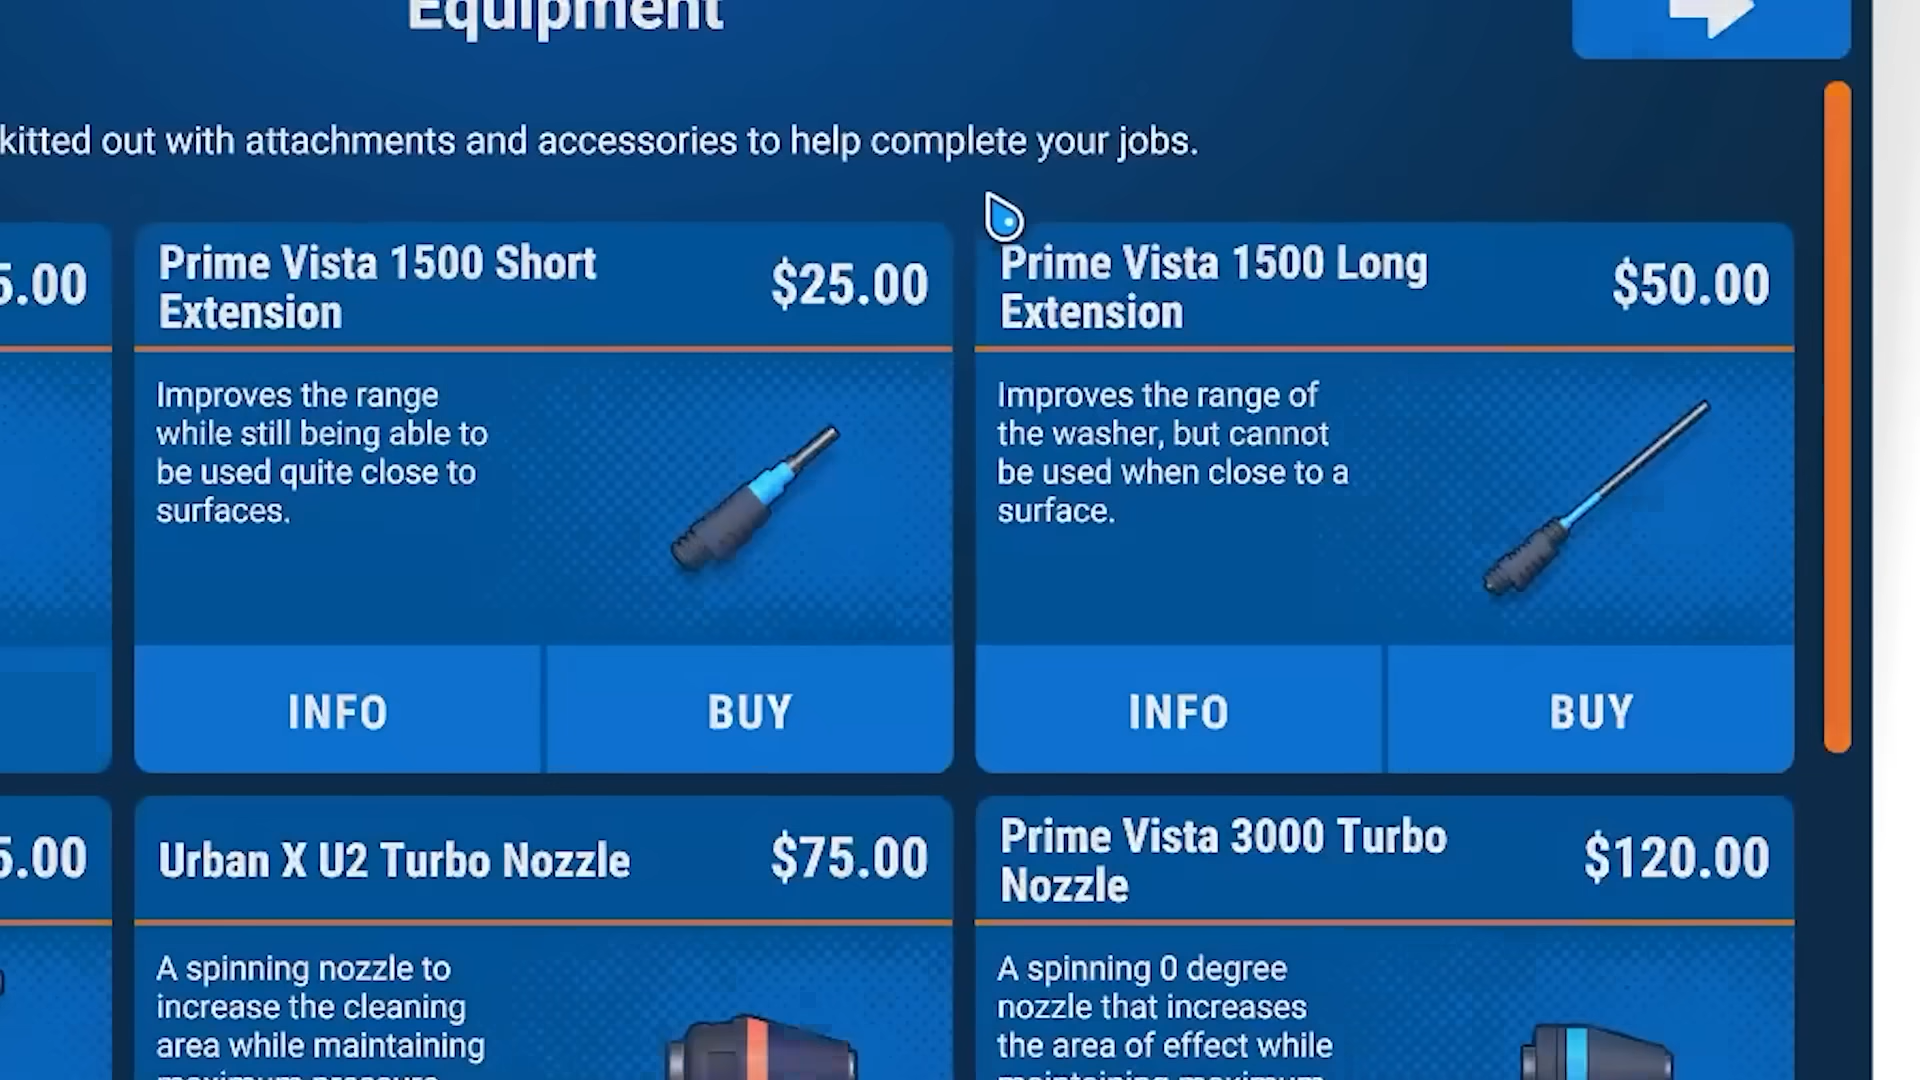 Equipment
kitted out with attachments and accessories to help complete your jobs.
5.00
Prime Vista 1500 Short
Extension
$25.00
Prime Vista 1500 Long
Extension
$50.00
Improves the range
while still being able to
be used quite close to
surfaces.
Improves the range of
the washer, but cannot
be used when close to a
surface.
INFO
BUY
INFO
BUY
5.00
Urban X U2 Turbo Nozzle
$75.00
Prime Vista 3000 Turbo
Nozzle
$120.00
A spinning nozzle to
increase the cleaning
area while maintaining
maximum pressure
A spinning 0 degree
nozzle that increases
the area of effect while
maintaining maximum